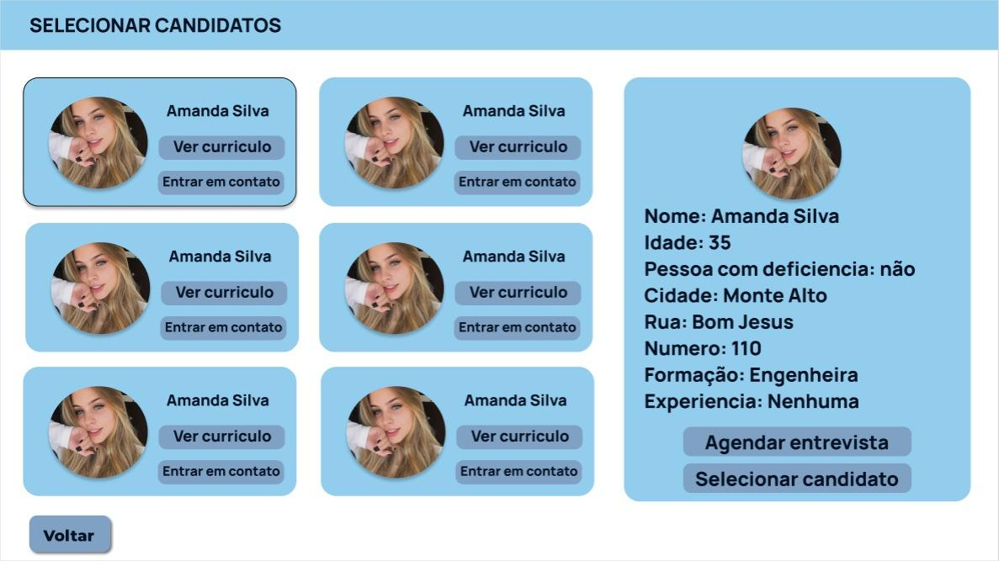 SELECIONAR CANDIDATOS
Amanda Silva
Ver curriculo
Entrar em contato
Amanda Silva
Ver curriculo
Entrar em contato
Amanda Silva
Ver curriculo
Entrar em contato
Amanda Silva
Ver curriculo
Entrar em contato
Amanda Silva
Ver curriculo
Entrar em contato
Amanda Silva
Ver curriculo
Entrar em contato
Nome: Amanda Silva
Idade: 35
Pessoa com deficiencia: não
Cidade: Monte Alto
Rua: Bom Jesus
Numero: 110
Formação: Engenheira
Experiencia: Nenhuma
Agendar entrevista
Selecionar candidato
Voltar